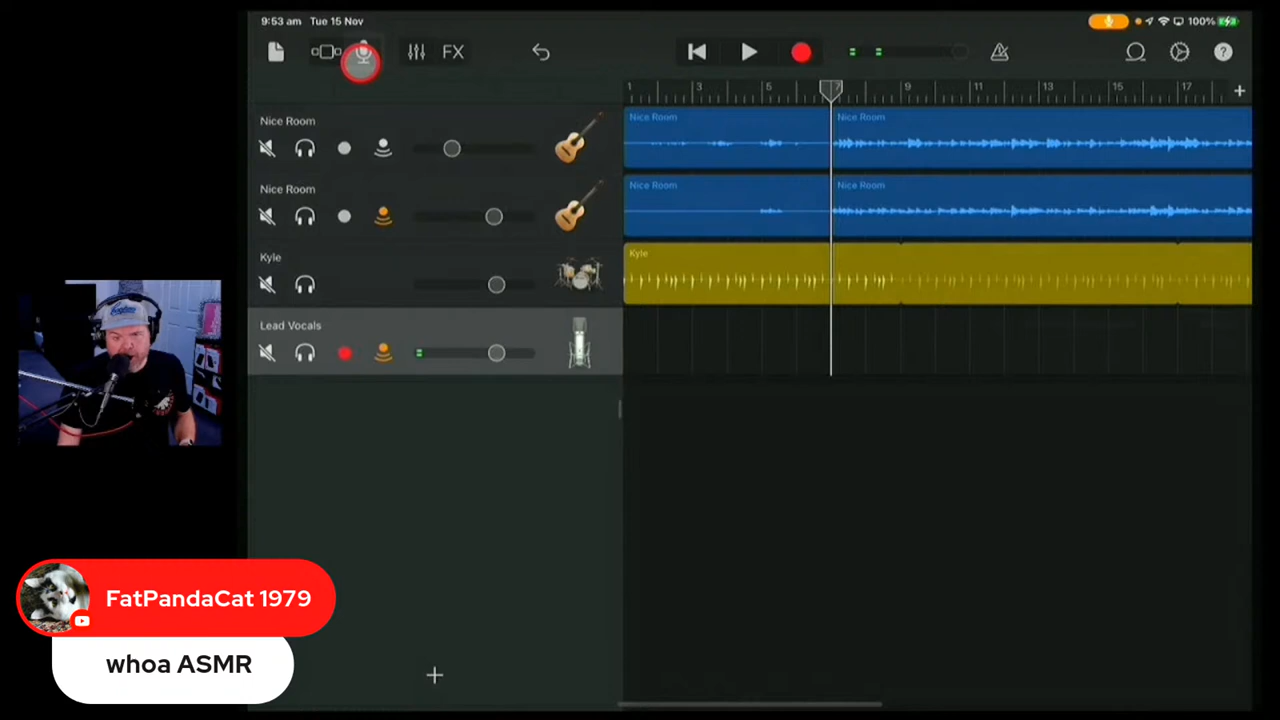 9:53 am Tue 15 Nov
100%
FX
?
1 3 5 7 9 11 13 15 17
Nice Room
Nice Room Nice Room
Nice Room
Nice Room Nice Room
Kyle
Kyle
Lead Vocals
FatPandaCat 1979
whoa ASMR